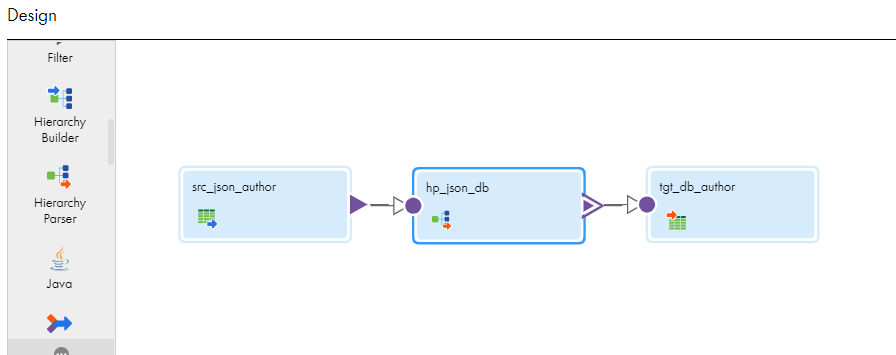 Design
Filter
Hierarchy
Builder
Hierarchy
Parser
Java
src_json_author
hp_json_db
tgt_db_author